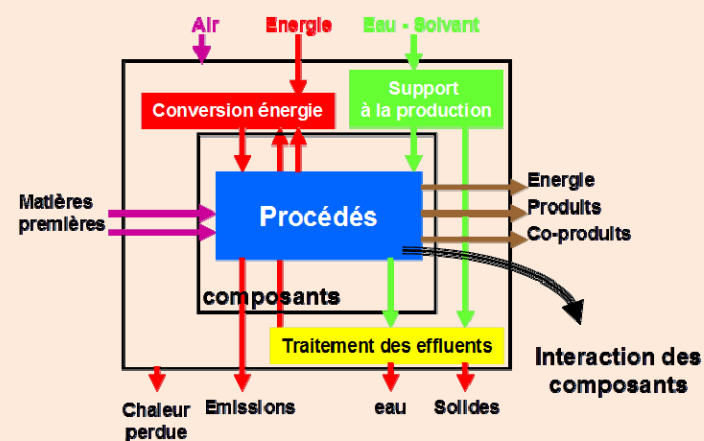 Air
Energie
Eau - Solvant
Conversion énergie
Support
à la production
Matières
premières
Procédés
Energie
Produits
Co-produits
composants
Traitement des effluents
Interaction des
composants
Chaleur
perdue
Emissions
eau
Solides